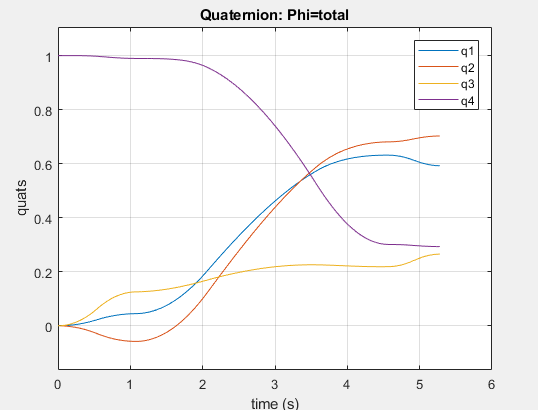 Quaternion: Phi=total
q1
q2
q3
q4
1
0.8
0.6
0.4
0.2
0
quats
0 1 2 3 4 5 6
time (s)